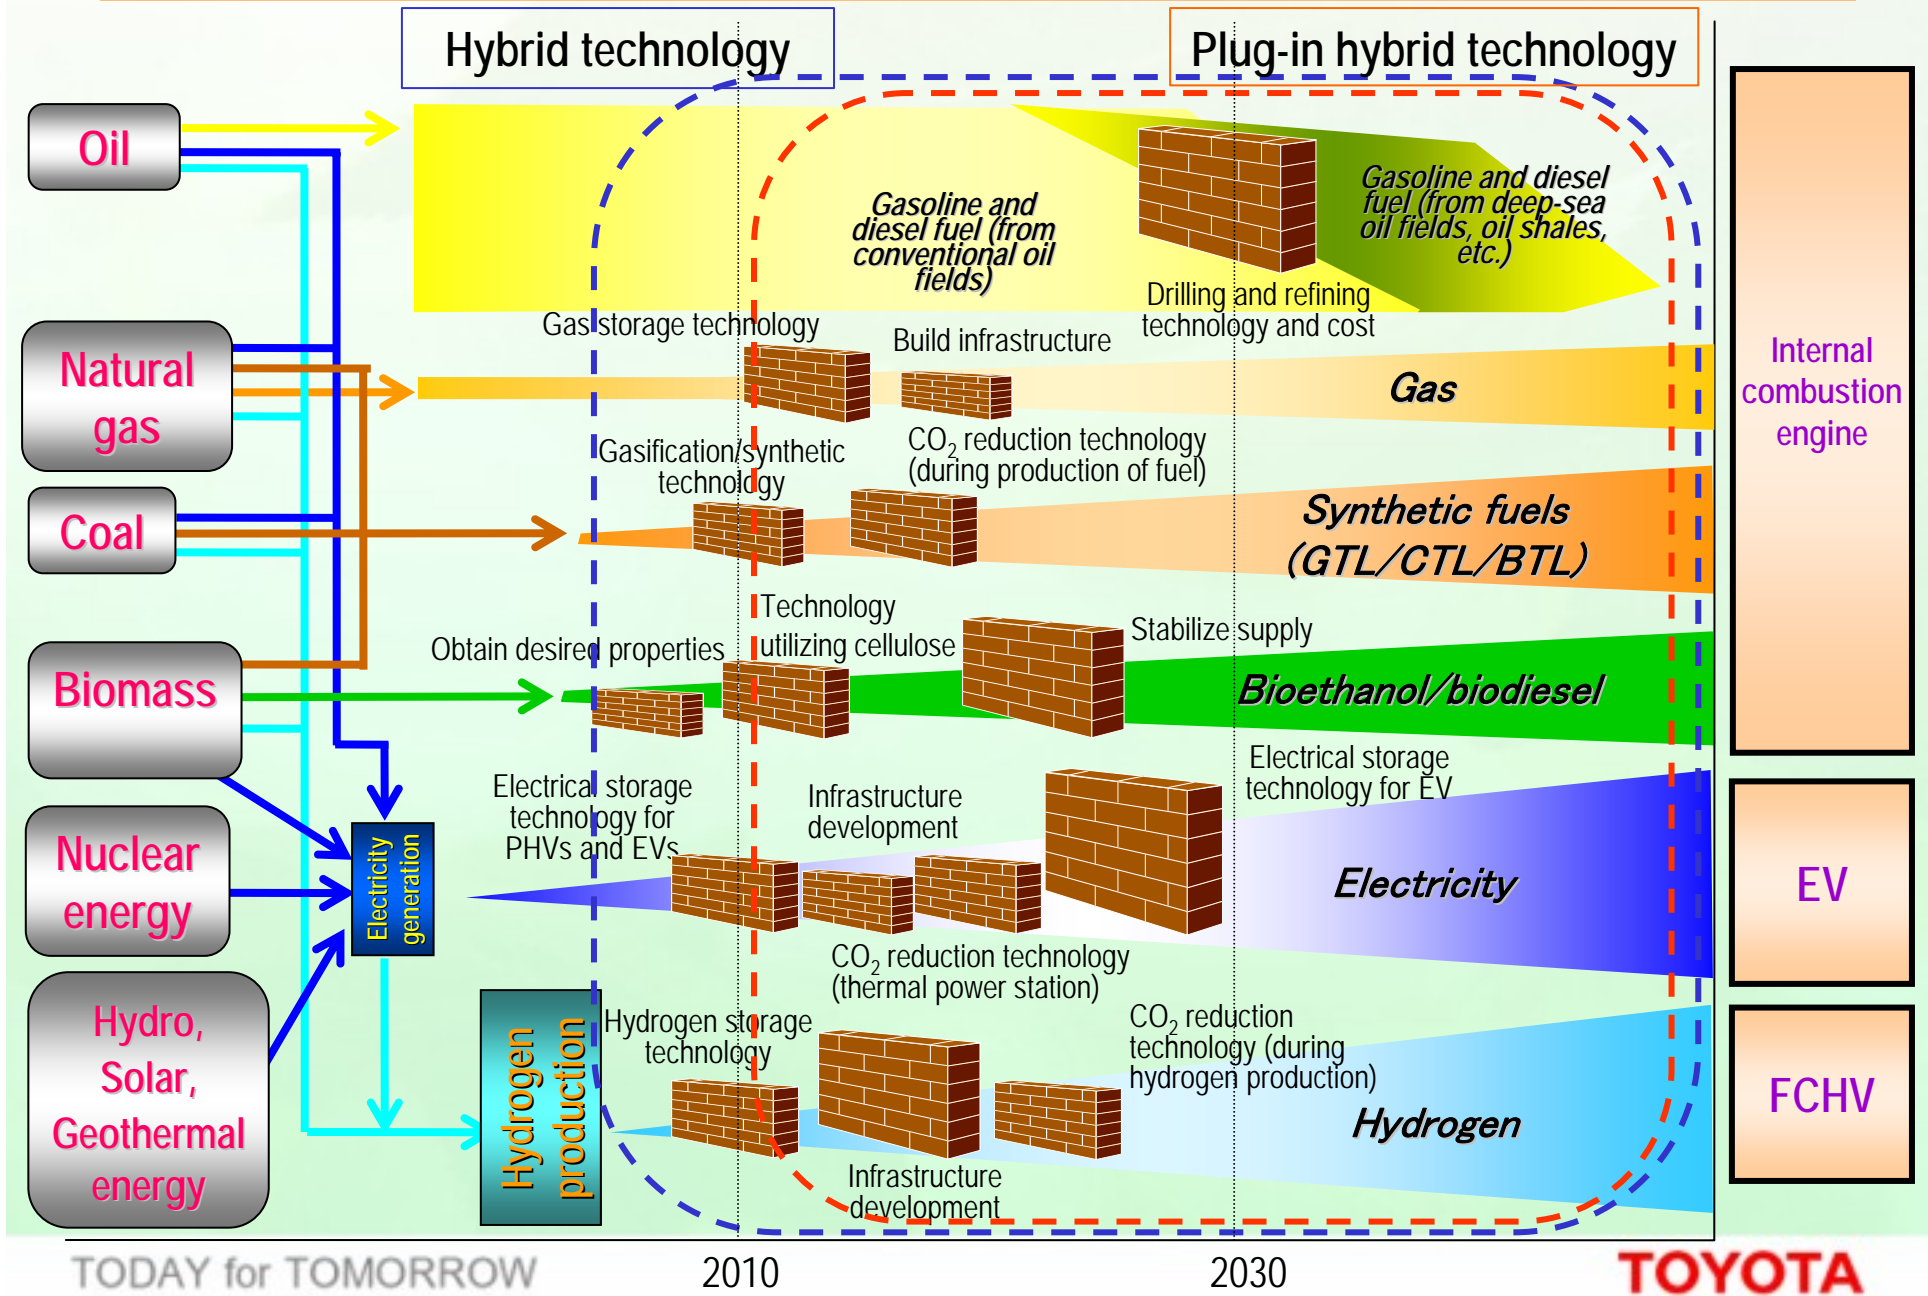 Hybrid technology
Plug-in hybrid technology
Oil
Natural
gas
Coal
Biomass
Nuclear
energy
Hydro,
Solar,
Geothermal
energy
Electricity
generation
Hydrogen
production
Gasoline and
diesel fuel (from
conventional oil
fields)
Gasoline and diesel
fuel (from deep-sea
oil fields, oil shales,
etc.)
Drilling and refining
technology and cost
Gas storage technology
Build infrastructure
Gas
Gasification/synthetic
technology
CO2 reduction technology
(during production of fuel)
Synthetic fuels
(GTL/CTL/BTL)
Obtain desired properties
Technology
utilizing cellulose
Stabilize supply
Bioethanol/biodiesel
Electrical storage
technology for
PHVs and EVs
Infrastructure
development
Electrical storage
technology for EV
Electricity
CO2 reduction technology
(thermal power station)
Hydrogen storage
technology
CO2 reduction
technology (during
hydrogen production)
Hydrogen
Infrastructure
development
Internal
combustion
engine
EV
FCHV
TODAY for TOMORROW
2010
2030
TOYOTA